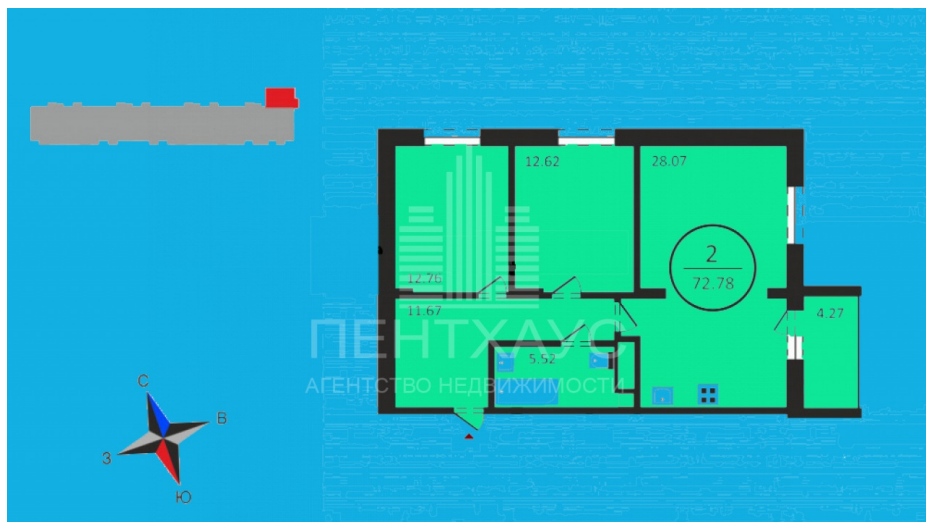 12.62
28.07
2
72.78
12.76
11.67
4.27
ПЕНТХАУС
5.52
АГЕНТСТВО НЕДВИЖИМОСТИ
С
В
З
Ю